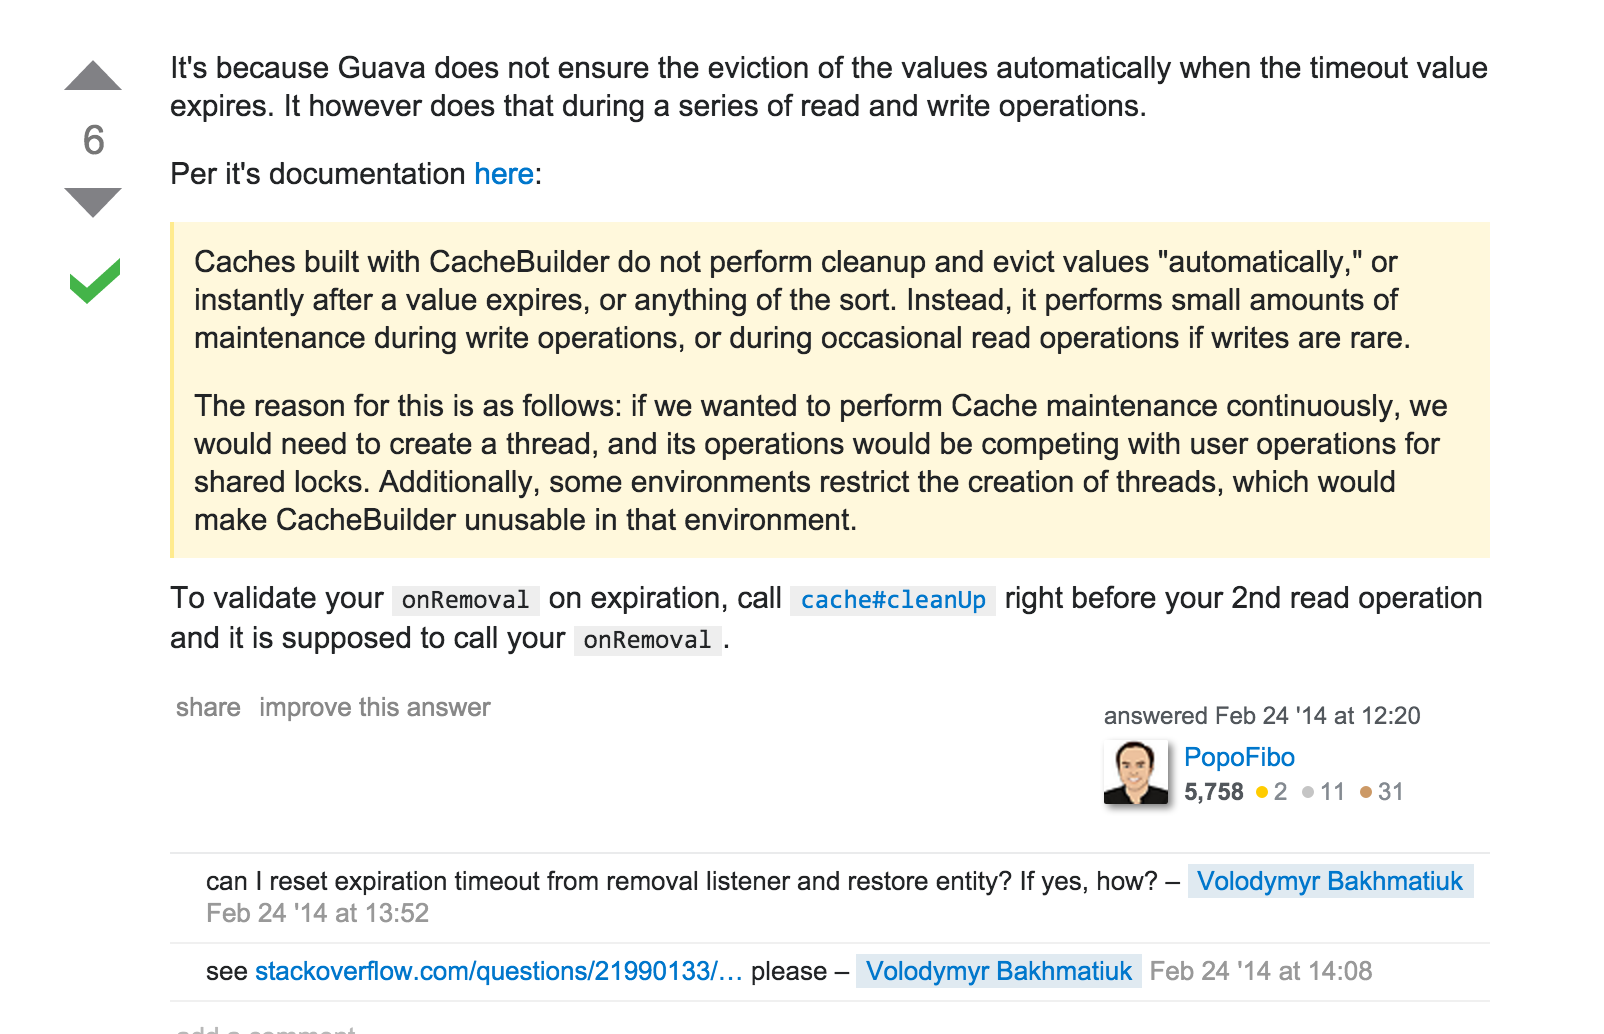 It's because Guava does not ensure the eviction of the values automatically when the timeout value
expires. It however does that during a series of read and write operations.
6
Per it's documentation here:
Caches built with CacheBuilder do not perform cleanup and evict values "automatically," or
instantly after a value expires, or anything of the sort. Instead, it performs small amounts of
maintenance during write operations, or during occasional read operations if writes are rare.
The reason for this is as follows: if we wanted to perform Cache maintenance continuously, we
would need to create a thread, and its operations would be competing with user operations for
shared locks. Additionally, some environments restrict the creation of threads, which would
make CacheBuilder unusable in that environment.
To validate your onRemoval on expiration, call cache#cleanUp right before your 2nd read operation
and it is supposed to call your onRemoval.
share improve this answer
answered Feb 24 '14 at 12:20
PopoFibo
5,758 2 11 31
can I reset expiration timeout from removal listener and restore entity? If yes, how? – Volodymyr Bakhmatiuk
Feb 24 '14 at 13:52
see stackoverflow.com/questions/21990133/… please – Volodymyr Bakhmatiuk Feb 24 '14 at 14:08
add a comment